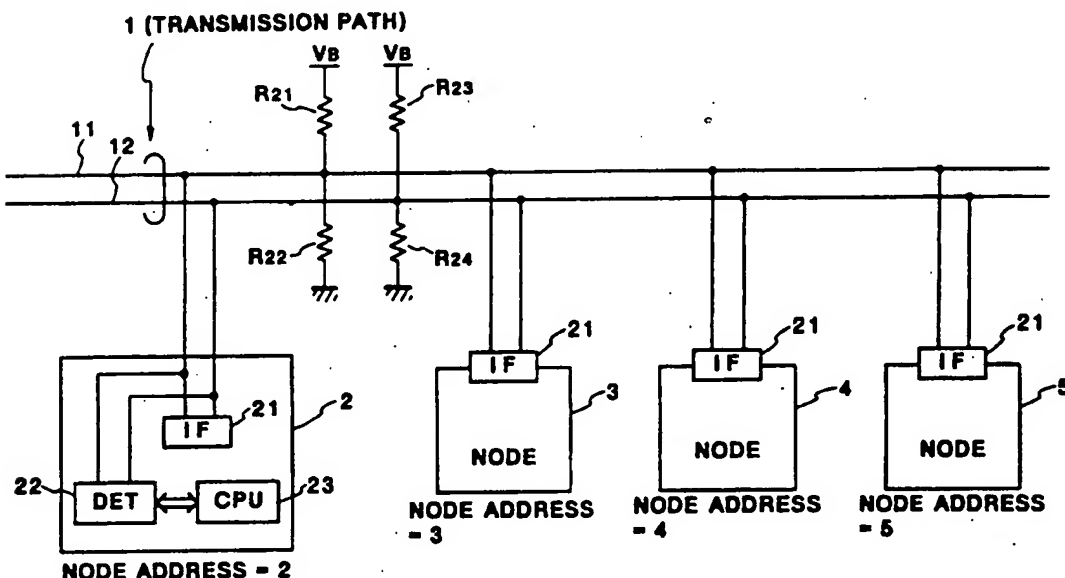 1 (TRANSMISSION PATH)
VB
VB
R21
R23
11
12
R22
R24
21
IF
3
NODE
NODE ADDRESS
= 3
21
IF
4
NODE
NODE ADDRESS
= 4
21
IF
5
NODE
NODE ADDRESS
= 5
2
21
IF
22
DET
CPU
23
NODE ADDRESS = 2